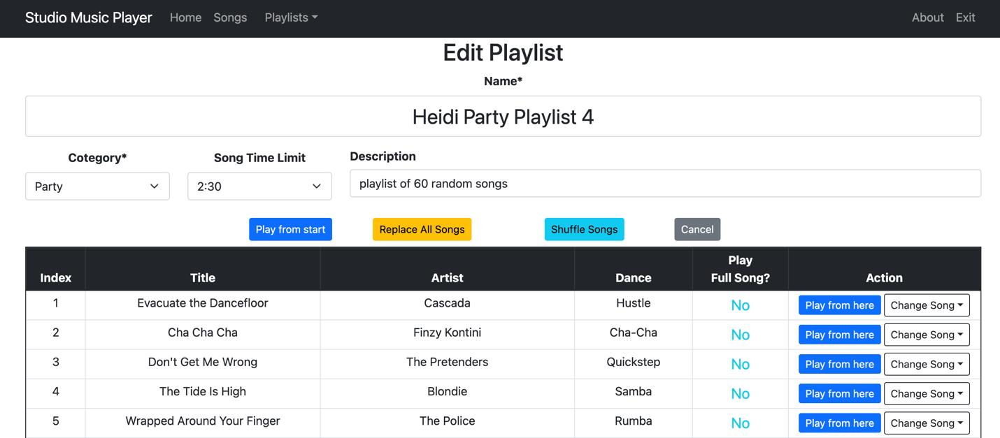 Studio Music Player Home Songs Playlists About Exit
Edit Playlist
Name*
Heidi Party Playlist 4
Cotegory* Song Time Limit Description
Party 2:30 playlist of 60 random songs
Play from start Replace All Songs Shuffle Songs Cancel
Index Title Artist Dance Play Full Song? Action
1 Evacuate the Dancefloor Cascada Hustle No Play from here Change Song
2 Cha Cha Cha Finzy Kontini Cha-Cha No Play from here Change Song
3 Don't Get Me Wrong The Pretenders Quickstep No Play from here Change Song
4 The Tide Is High Blondie Samba No Play from here Change Song
5 Wrapped Around Your Finger The Police Rumba No Play from here Change Song